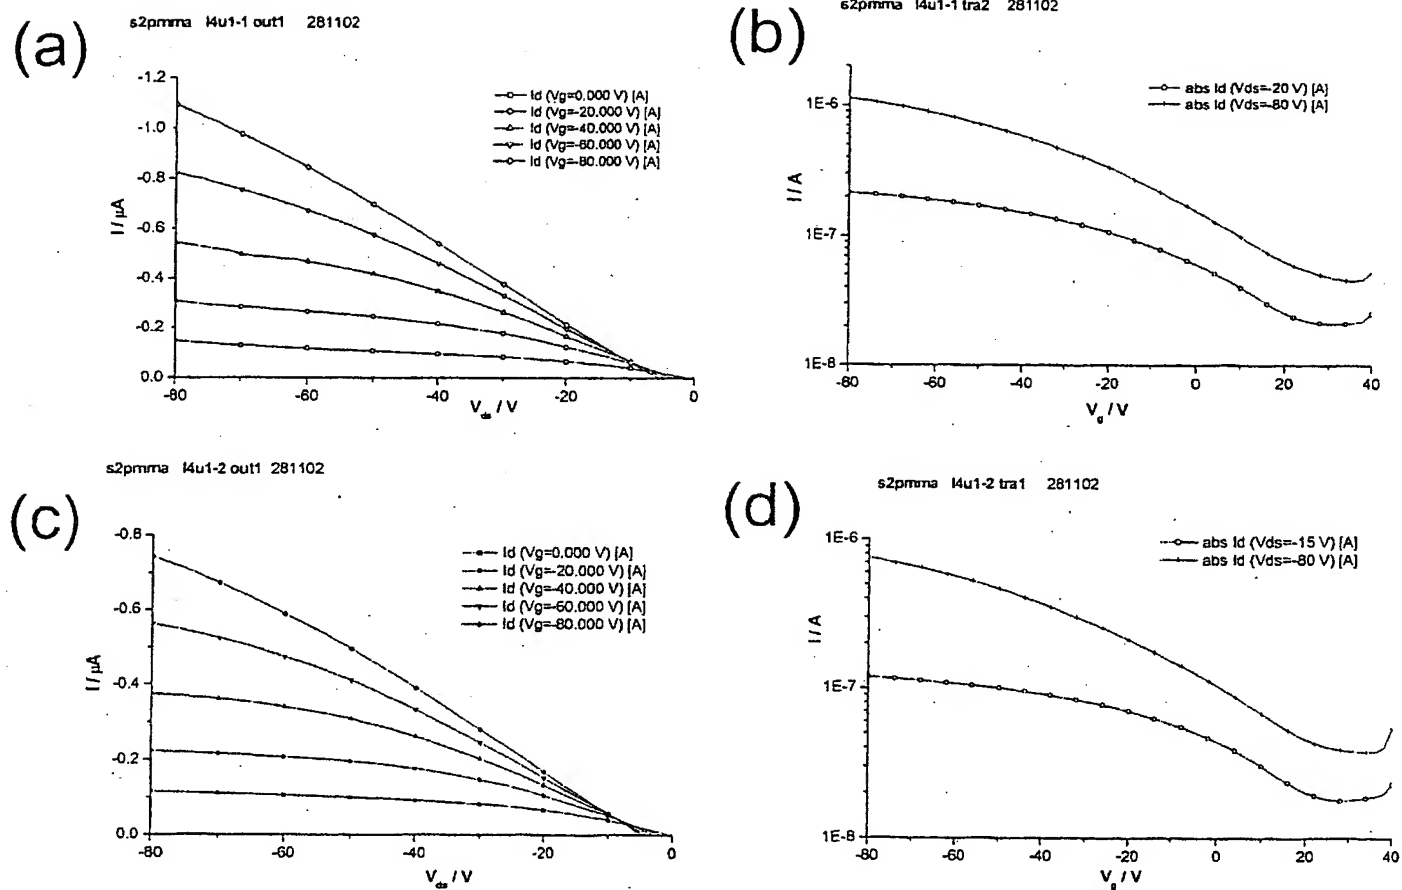 (a)
s2pmma l4u1-1 out1 281102
-1.2
-1.0
-0.8
-0.6
-0.4
-0.2
0.0
I / μA
-80
-60
-40
-20
0
V_ds / V
Id (Vg=0.000 V) [A]
Id (Vg=-20.000 V) [A]
Id (Vg=-40.000 V) [A]
Id (Vg=-60.000 V) [A]
Id (Vg=-80.000 V) [A]
(b)
s2pmma l4u1-1 tra2 281102
1E-6
1E-7
1E-8
I / A
-80
-60
-40
-20
0
20
40
V_g / V
abs Id (Vds=-20 V) [A]
abs Id (Vds=-80 V) [A]
(c)
s2pmma l4u1-2 out1 281102
-0.8
-0.6
-0.4
-0.2
0.0
I / μA
-80
-60
-40
-20
0
V_ds / V
Id (Vg=0.000 V) [A]
Id (Vg=-20.000 V) [A]
Id (Vg=-40.000 V) [A]
Id (Vg=-60.000 V) [A]
Id (Vg=-80.000 V) [A]
(d)
s2pmma l4u1-2 tra1 281102
1E-6
1E-7
1E-8
I / A
-80
-60
-40
-20
0
20
40
V_g / V
abs Id (Vds=-15 V) [A]
abs Id (Vds=-80 V) [A]